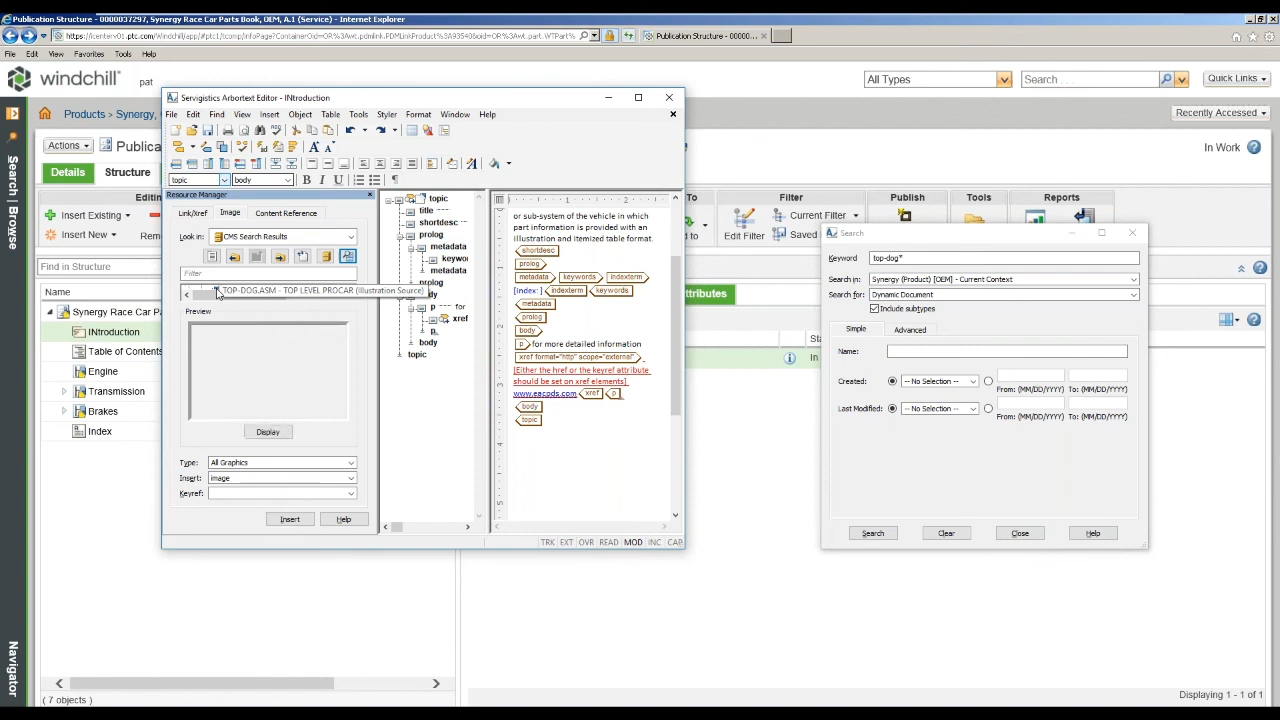 Publication Structure - 0000037297, Synergy Race Car Parts Book, OEM, A.1 (Service) - Internet Explorer
Publication Structure - 00000...
File Edit View Favorites Tools Help
windchill pat
All Types Search . . . Quick Links
Products > Synergy, Recently Accessed
Actions In Work
Details Structure
Insert Existing
Insert New
Filter Publish Tools Reports
Edit Filter Current Filter
Find in Structure
Name
Synergy Race Car Pa
INtroduction
Table of Contents
Engine
Transmission
Brakes
Index
( 7 objects )
Search | Browse
Navigator
Displaying 1 - 1 of 1
Servigistics Arbortext Editor - INtroduction
File Edit Find View Insert Object Table Tools Styler Format Window Help
topic body B I U
Resource Manager
Link/Xref Image Content Reference
Look in: CMS Search Results
Filter
TOP-DOG.ASM - TOP LEVEL PROCAR (Illustration Source)
Preview
Display
Type: All Graphics
Insert: image
Keyref:
Insert Help
topic
title
shortdesc
prolog
metadata
keywo
metadata
prolog
body
p
xref
p
body
topic
or sub-system of the vehicle in which
part information is provided with an
illustration and itemized table format.
shortdesc
prolog
metadata keywords indexterm
[Index: ] indexterm keywords
metadata
prolog
body
p for more detailed information
xref format="http" scope="external"
[Either the href or the keyref attribute
should be set on xref elements]
www.eacpds.com xref p
body
topic
TRK EXT OVR READ MOD INC CAP
Search
Keyword top-dog*
Search in: Synergy (Product) [OEM] - Current Context
Search for: Dynamic Document
Include subtypes
Simple Advanced
Name:
Created: -- No Selection -- From: (MM/DD/YYYY) To: (MM/DD/YYYY)
Last Modified: -- No Selection -- From: (MM/DD/YYYY) To: (MM/DD/YYYY)
Search Clear Close Help